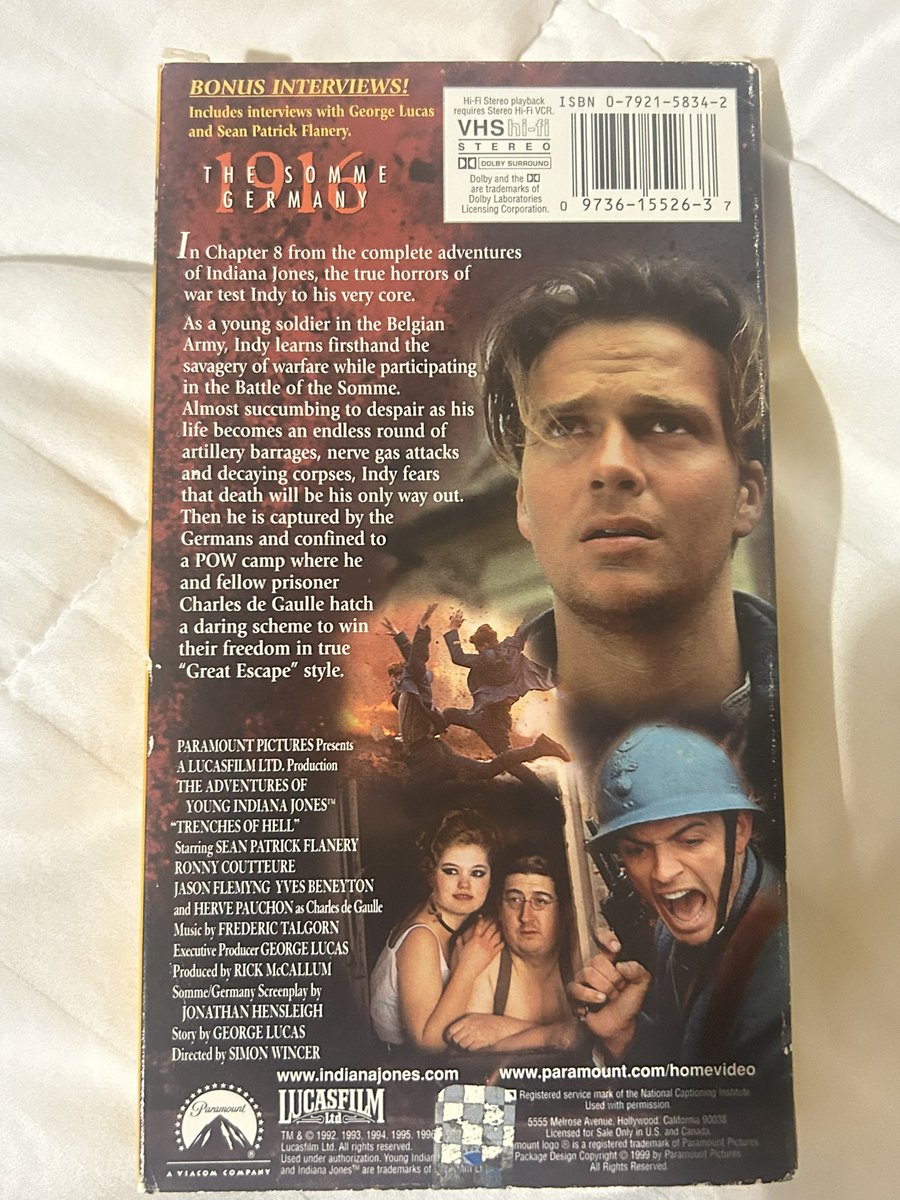 BONUS INTERVIEWS!
Includes interviews with George Lucas
and Sean Patrick Flanery.
Hi-Fi Stereo playback
requires Stereo Hi-Fi VCR.
VHS hi-fi
STEREO
DOLBY SURROUND
Dolby and the
are trademarks of
Dolby Laboratories
Licensing Corporation.
ISBN 0-7921-5834-2
0 9736-15526-3 7
1916
THE SOMME
GERMANY
In Chapter 8 from the complete adventures
of Indiana Jones, the true horrors of
war test Indy to his very core.
As a young soldier in the Belgian
Army, Indy learns firsthand the
savagery of warfare while participating
in the Battle of the Somme.
Almost succumbing to despair as his
life becomes an endless round of
artillery barrages, nerve gas attacks
and decaying corpses, Indy fears
that death will be his only way out.
Then he is captured by the
Germans and confined to
a POW camp where he
and fellow prisoner
Charles de Gaulle hatch
a daring scheme to win
their freedom in true
"Great Escape" style.
PARAMOUNT PICTURES Presents
A LUCASFILM LTD. Production
THE ADVENTURES OF
YOUNG INDIANA JONES™
"TRENCHES OF HELL"
Starring SEAN PATRICK FLANERY
RONNY COUTTEURE
JASON FLEMYNG YVES BENEYTON
and HERVE PAUCHON as Charles de Gaulle
Music by FREDERIC TALGORN
Executive Producer GEORGE LUCAS
Produced by RICK McCALLUM
Somme/Germany Screenplay by
JONATHAN HENSLEIGH
Story by GEORGE LUCAS
Directed by SIMON WINCER
www.indianajones.com
www.paramount.com/homevideo
Paramount
®
A VIACOM COMPANY
LUCASFILM
Ltd
TM & © 1992, 1993, 1994, 1995, 1996
Lucasfilm Ltd. All rights reserved.
Used under authorization. Young Indian
and Indiana Jones™ are trademarks of
Registered service mark of the National Captioning Institute.
Used with permission.
5555 Melrose Avenue, Hollywood, California 90038
Licensed for Sale Only in U.S. and Canada.
mount logo ® is a registered trademark of Paramount Pictures
Package Design Copyright © 1999 by Paramount Pictures
All Rights Reserved.